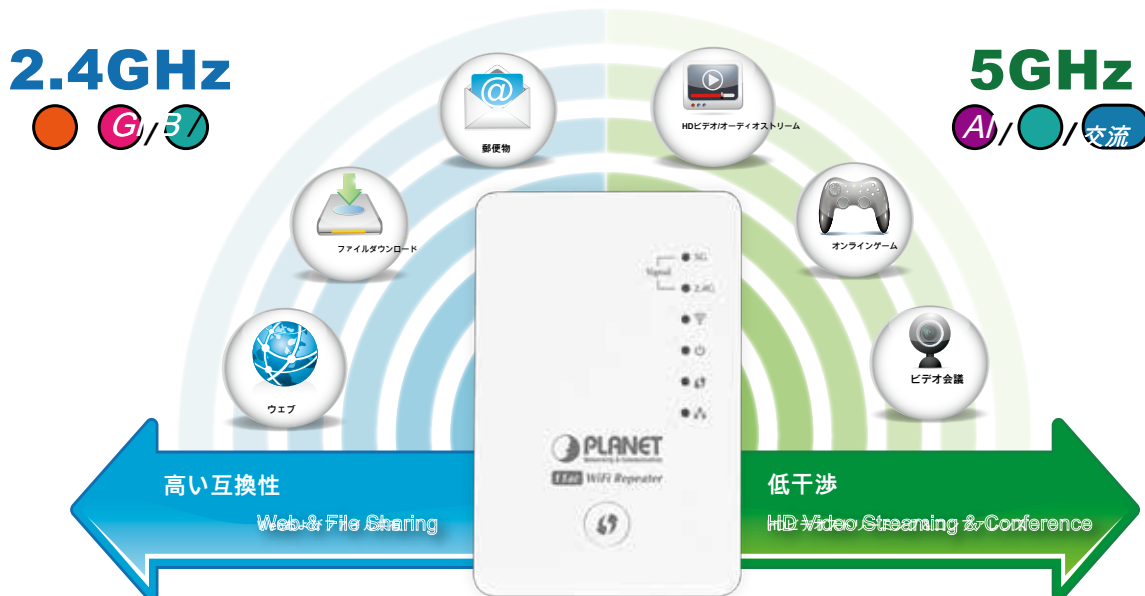 2.4GHz
5GHz
G / B /
A / / 交流
郵便物
HDビデオ/オーディオストリーム
ファイルダウンロード
オンラインゲーム
ウェブ
ビデオ会議
Signal
5G
2.4G
PLANET
Networking & Communication
11ac WiFi Repeater
高い互換性
Web & File Sharing
低干渉
HD Video Streaming & Conference